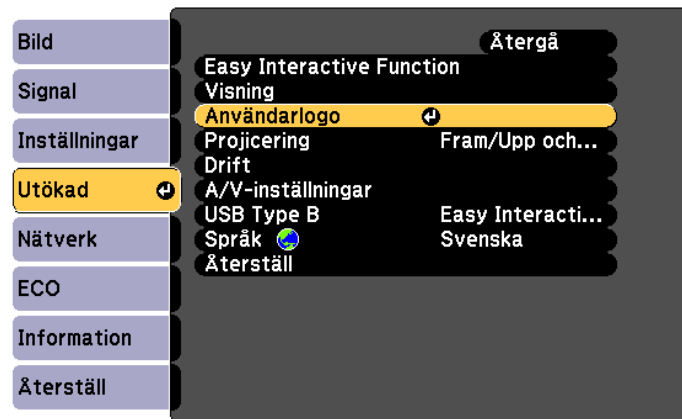 Bild
Signal
Inställningar
Utökad
Nätverk
ECO
Information
Återställ
Återgå
Easy Interactive Function
Visning
Användarlogo
Projicering Fram/Upp och...
Drift
A/V-inställningar
USB Type B Easy Interacti...
Språk Svenska
Återställ